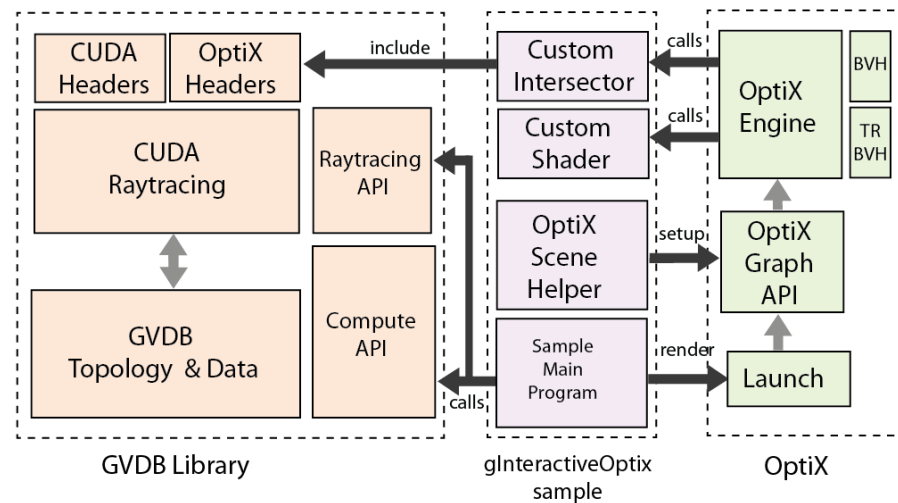 CUDA
Headers
OptiX
Headers
include
CUDA
Raytracing
Raytracing
API
GVDB
Topology & Data
Compute
API
calls
GVDB Library
Custom
Intersector
calls
Custom
Shader
calls
OptiX
Scene
Helper
setup
Sample
Main
Program
render
gInteractiveOptix
sample
OptiX
Engine
BVH
TR
BVH
OptiX
Graph
API
Launch
OptiX